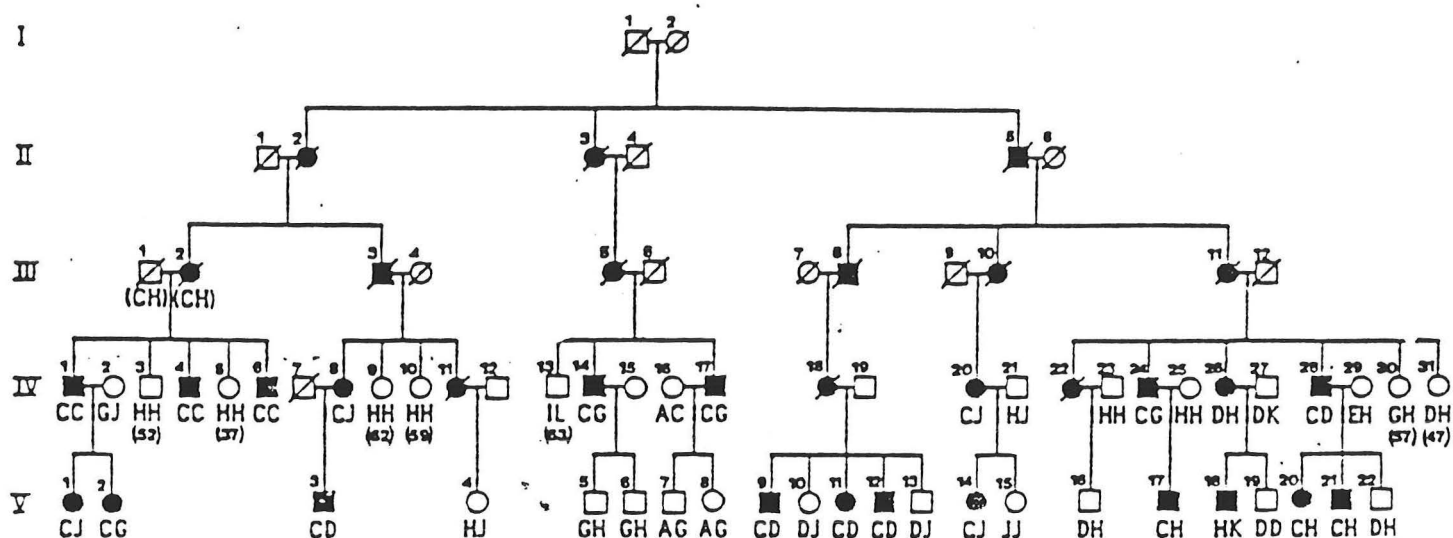 I
1 2
II
1 2 3 4 5 6
III
1 2 3 4 5 6 7 8 9 10 11 12
(CH) (CH)
IV
1 2 3 4 5 6 7 8 9 10 11 12 13 14 15 16 17 18 19 20 21 22 23 24 25 26 27 28 29 30 31
CC GJ HH CC HH CC CJ HH HH IL CG AC CG CJ HJ HH CG HH DH DK CD EH GH DH
(37) (62) (59) (63) (37) (47)
V
1 2 3 4 5 6 7 8 9 10 11 12 13 14 15 16 17 18 19 20 21 22
CJ CG CD HJ GH GH AG AG CD DJ CD CD DJ CJ JJ DH CH HK DD CH CH DH